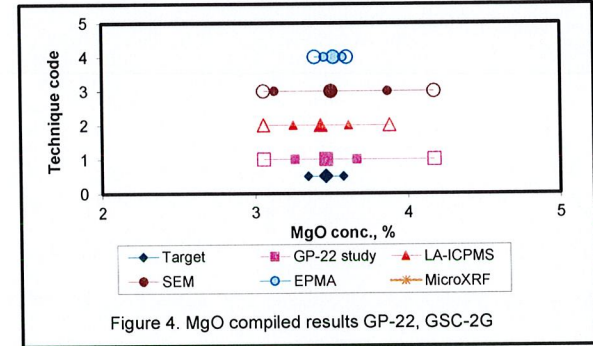 5
4
3
2
1
0
Technique code
2 3 4 5
MgO conc., %
Target GP-22 study LA-ICPMS
SEM EPMA MicroXRF
Figure 4. MgO compiled results GP-22, GSC-2G